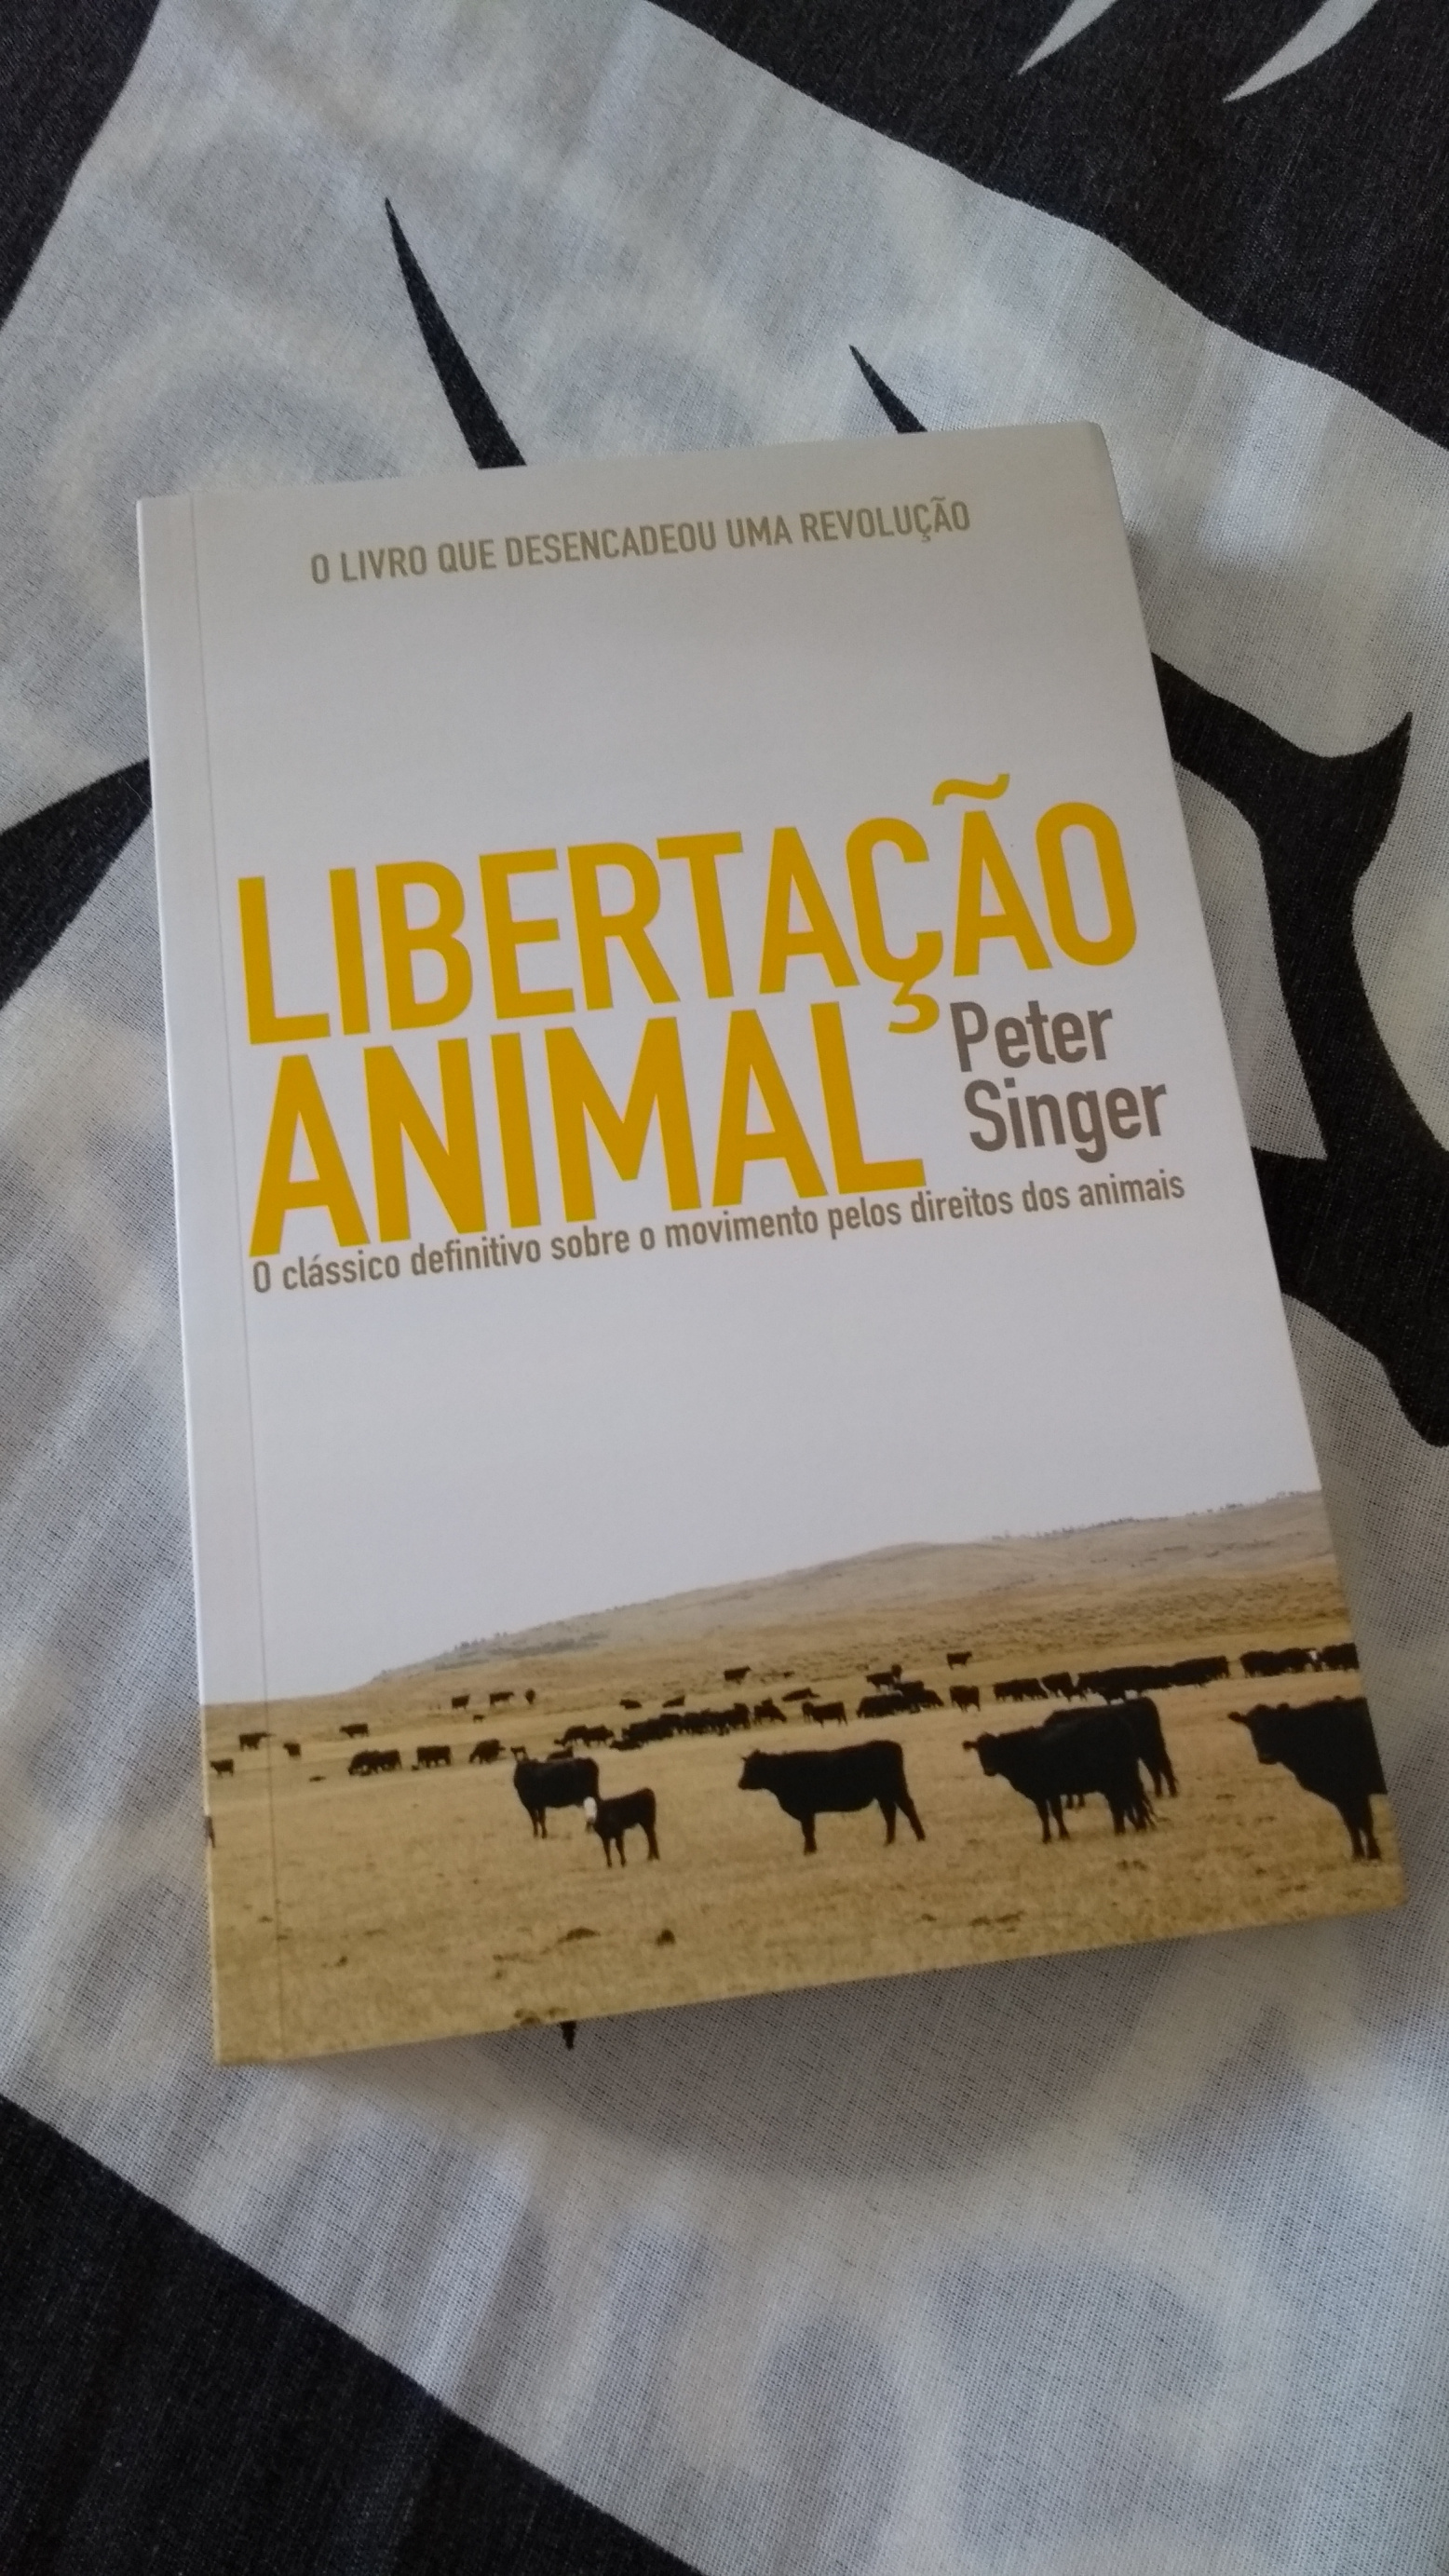 O LIVRO QUE DESENCADEOU UMA REVOLUÇÃO
LIBERTAÇÃO
ANIMAL
Peter
Singer
O clássico definitivo sobre o movimento pelos direitos dos animais